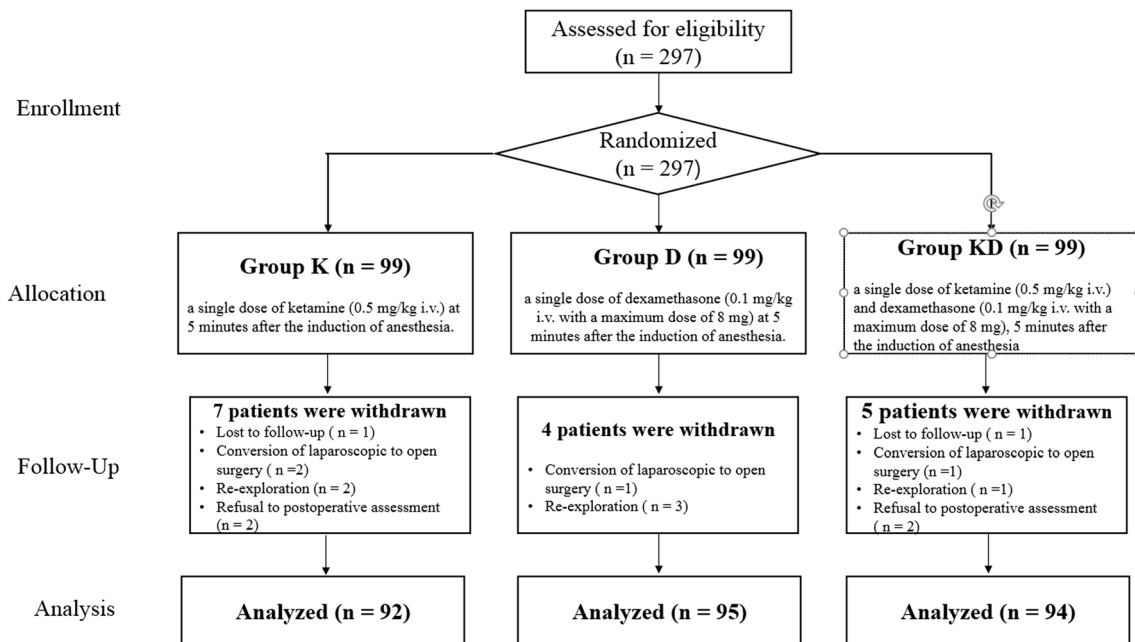 Assessed for eligibility
(n = 297)
Enrollment
Randomized
(n = 297)
Allocation
Group K (n = 99)
a single dose of ketamine (0.5 mg/kg i.v.) at
5 minutes after the induction of anesthesia.
Group D (n = 99)
a single dose of dexamethasone (0.1 mg/kg
i.v. with a maximum dose of 8 mg) at 5
minutes after the induction of anesthesia.
Group KD (n = 99)
a single dose of ketamine (0.5 mg/kg i.v.)
and dexamethasone (0.1 mg/kg i.v. with a
maximum dose of 8 mg), 5 minutes after
the induction of anesthesia
Follow-Up
7 patients were withdrawn
• Lost to follow-up ( n = 1)
• Conversion of laparoscopic to open
surgery ( n =2)
• Re-exploration (n = 2)
• Refusal to postoperative assessment
(n = 2)
4 patients were withdrawn
• Conversion of laparoscopic to open
surgery ( n =1)
• Re-exploration ( n = 3)
5 patients were withdrawn
• Lost to follow-up ( n = 1)
• Conversion of laparoscopic to open
surgery (n =1)
• Re-exploration ( n =1)
• Refusal to postoperative assessment
( n = 2)
Analysis
Analyzed (n = 92)
Analyzed (n = 95)
Analyzed (n = 94)